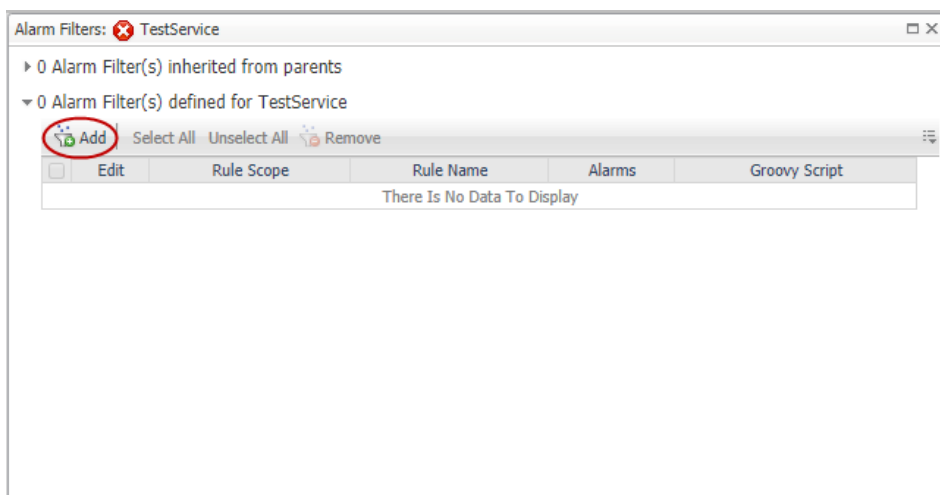 Alarm Filters: TestService
0 Alarm Filter(s) inherited from parents
0 Alarm Filter(s) defined for TestService
Add Select All Unselect All Remove
Edit Rule Scope Rule Name Alarms Groovy Script
There Is No Data To Display